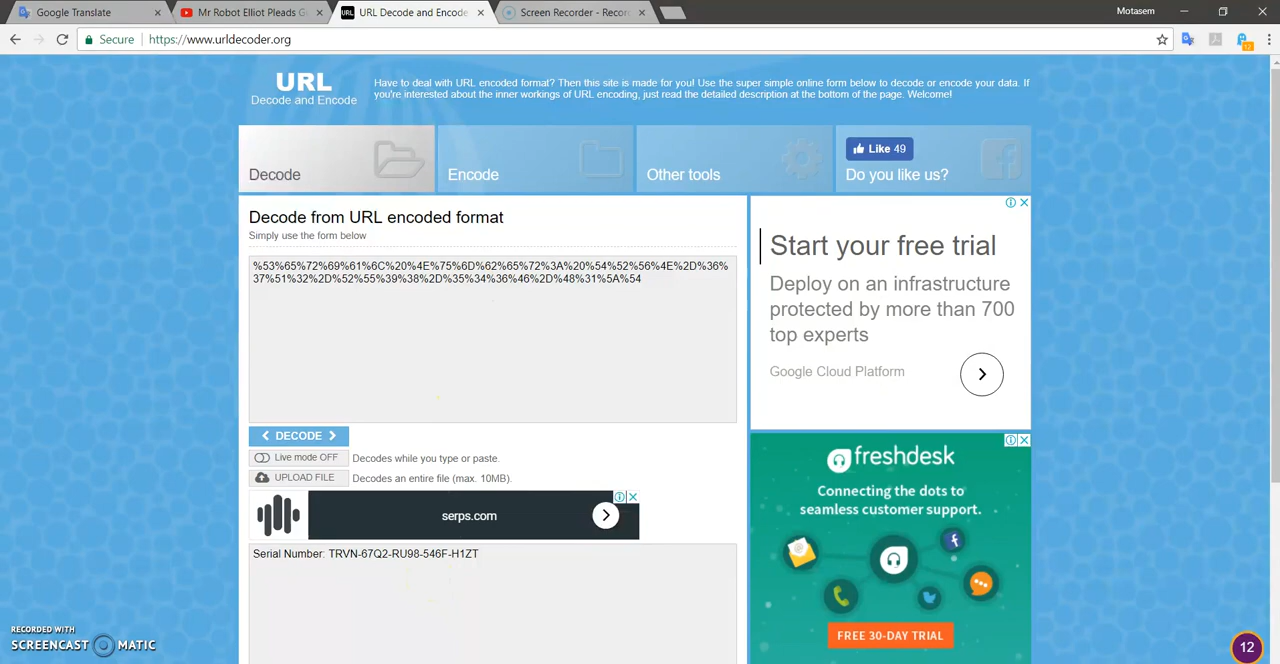 Google Translate
Mr Robot Elliot Pleads G
URL
URL Decode and Encode
Screen Recorder - Recor
Motasem
Secure
https://www.urldecoder.org
12
URL
Decode and Encode
Have to deal with URL encoded format? Then this site is made for you! Use the super simple online form below to decode or encode your data. If
you're interested about the inner workings of URL encoding, just read the detailed description at the bottom of the page. Welcome!
Decode
Encode
Other tools
Like 49
Do you like us?
Decode from URL encoded format
Simply use the form below
%53%65%72%69%61%6C%20%4E%75%6D%62%65%72%3A%20%54%52%56%4E%2D%36%
37%51%32%2D%52%55%39%38%2D%35%34%36%46%2D%48%31%5A%54
DECODE
Live mode OFF
Decodes while you type or paste.
UPLOAD FILE
Decodes an entire file (max. 10MB).
serps.com
Serial Number: TRVN-67Q2-RU98-546F-H1ZT
Start your free trial
Deploy on an infrastructure
protected by more than 700
top experts
Google Cloud Platform
freshdesk
Connecting the dots to
seamless customer support.
FREE 30-DAY TRIAL
RECORDED WITH
SCREENCAST MATIC
12